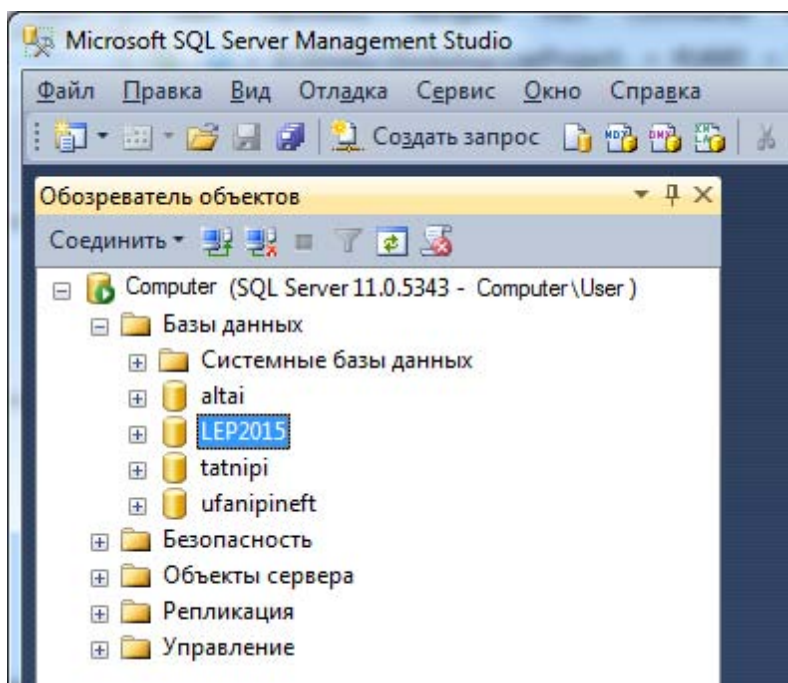 Microsoft SQL Server Management Studio
Файл Правка Вид Отладка Сервис Окно Справка
Создать запрос
Обозреватель объектов
Соединить
Computer (SQL Server 11.0.5343 - Computer\User )
Базы данных
Системные базы данных
altai
LEP2015
tatnipi
ufanipineft
Безопасность
Объекты сервера
Репликация
Управление